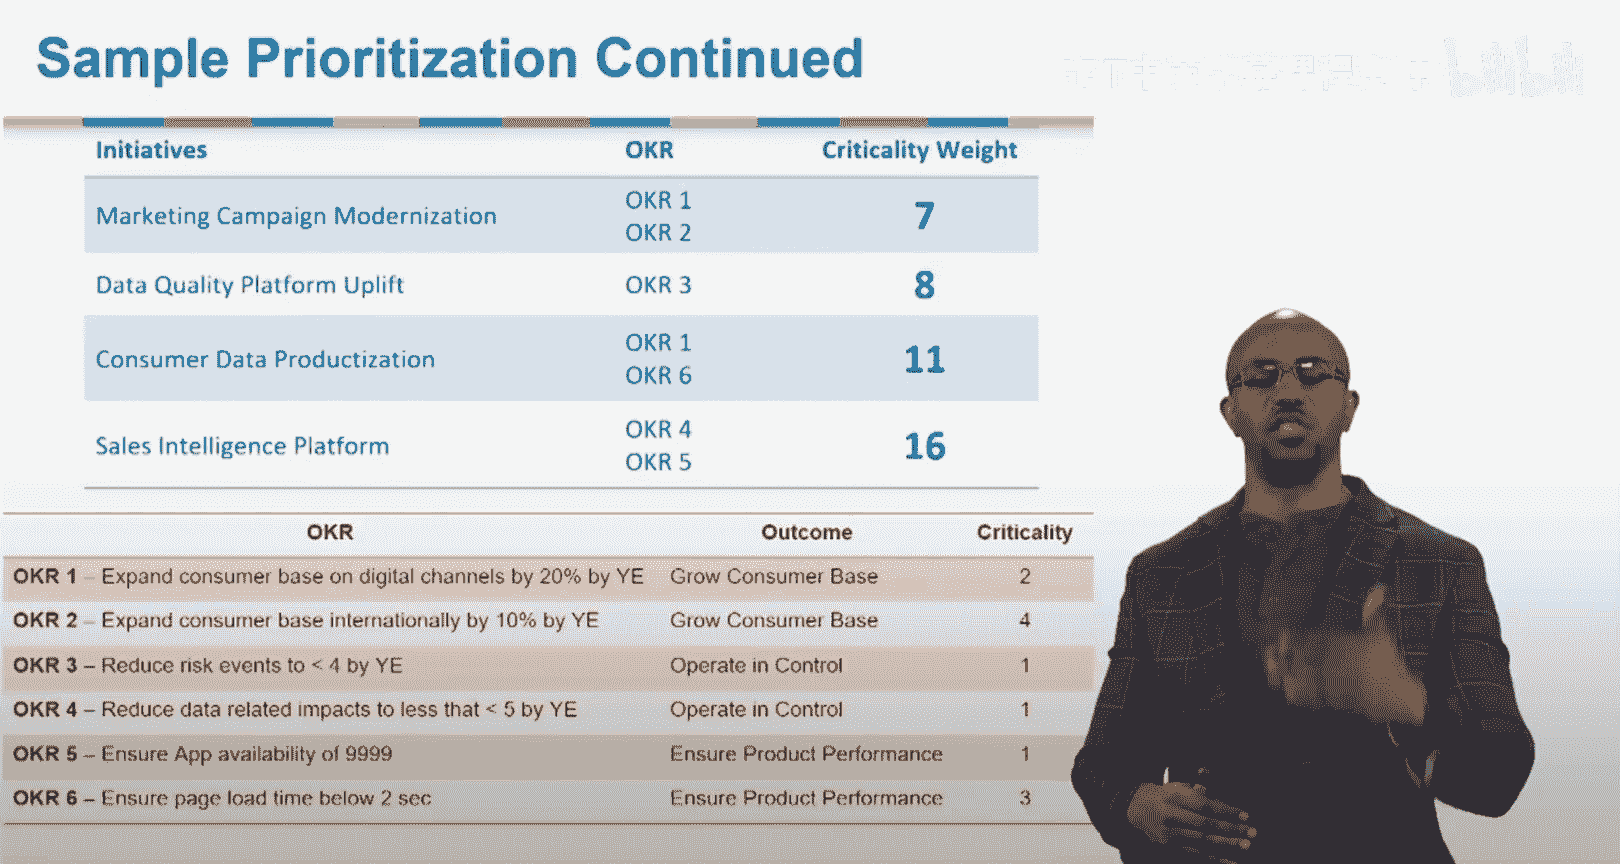 Sample Prioritization Continued
Initiatives OKR Criticality Weight
Marketing Campaign Modernization OKR 1 OKR 2 7
Data Quality Platform Uplift OKR 3 8
Consumer Data Productization OKR 1 OKR 6 11
Sales Intelligence Platform OKR 4 OKR 5 16
OKR Outcome Criticality
OKR 1 – Expand consumer base on digital channels by 20% by YE Grow Consumer Base 2
OKR 2 – Expand consumer base internationally by 10% by YE Grow Consumer Base 4
OKR 3 – Reduce risk events to < 4 by YE Operate in Control 1
OKR 4 – Reduce data related impacts to less that < 5 by YE Operate in Control 1
OKR 5 – Ensure App availability of 9999 Ensure Product Performance 1
OKR 6 – Ensure page load time below 2 sec Ensure Product Performance 3